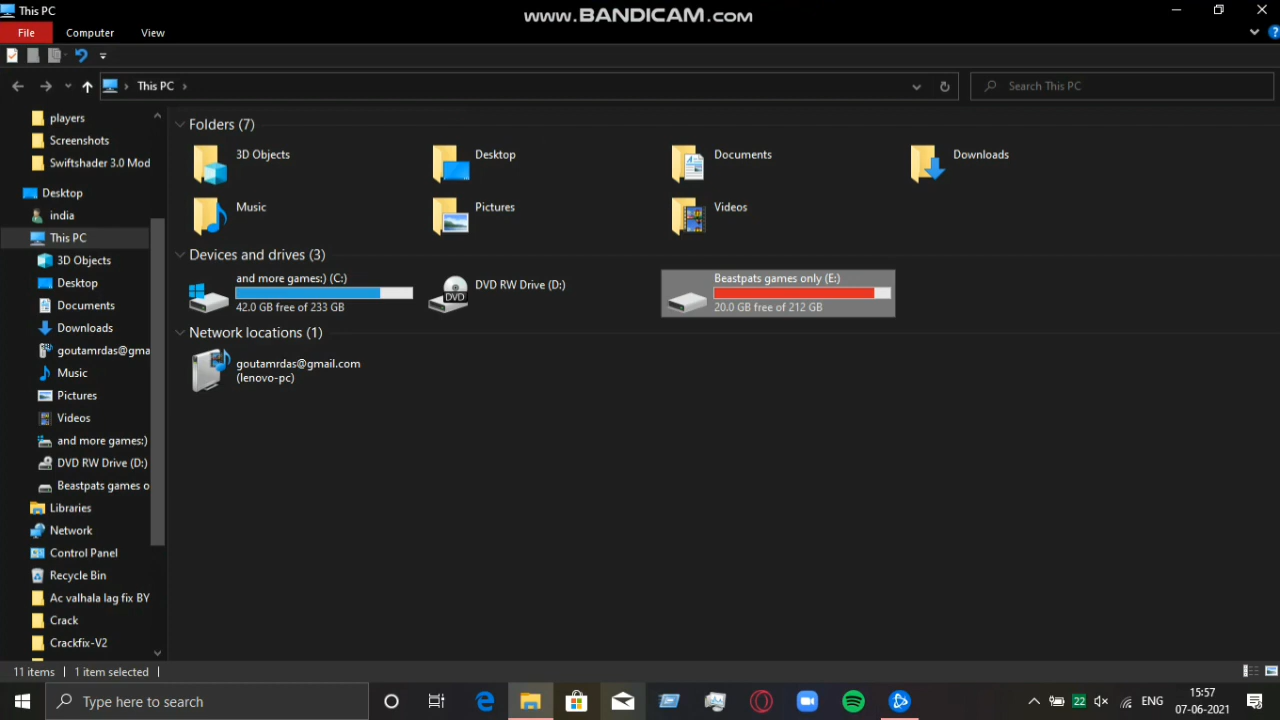 This PC
www.BANDICAM.com
File
Computer
View
This PC
Search This PC
players
Screenshots
Swiftshader 3.0 Mod
Desktop
india
This PC
3D Objects
Desktop
Documents
Downloads
goutamrdas@gma
Music
Pictures
Videos
and more games:)
DVD RW Drive (D:)
Beastpats games o
Libraries
Network
Control Panel
Recycle Bin
Ac valhala lag fix BY
Crack
Crackfix-V2
Folders (7)
3D Objects
Desktop
Documents
Downloads
Music
Pictures
Videos
Devices and drives (3)
and more games:) (C:)
42.0 GB free of 233 GB
DVD
DVD RW Drive (D:)
Beastpats games only (E:)
20.0 GB free of 212 GB
Network locations (1)
goutamrdas@gmail.com
(lenovo-pc)
11 items
1 item selected
Type here to search
22
ENG
15:57
07-06-2021